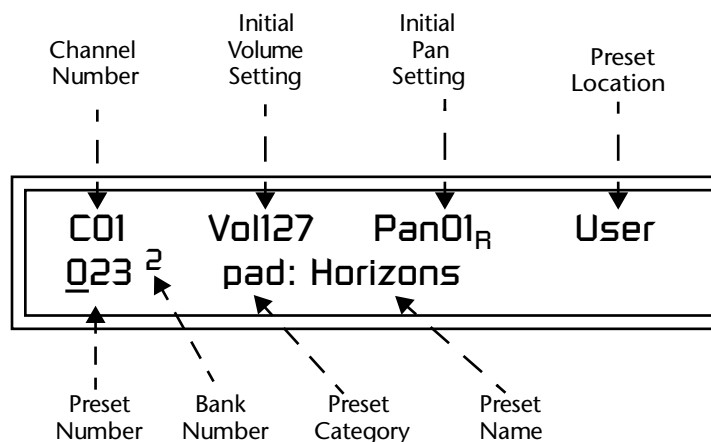 Channel
Number
Initial
Volume
Setting
Initial
Pan
Setting
Preset
Location
C01 Vol127 Pan01R User
023 2 pad: Horizons
Preset
Number
Bank
Number
Preset
Category
Preset
Name